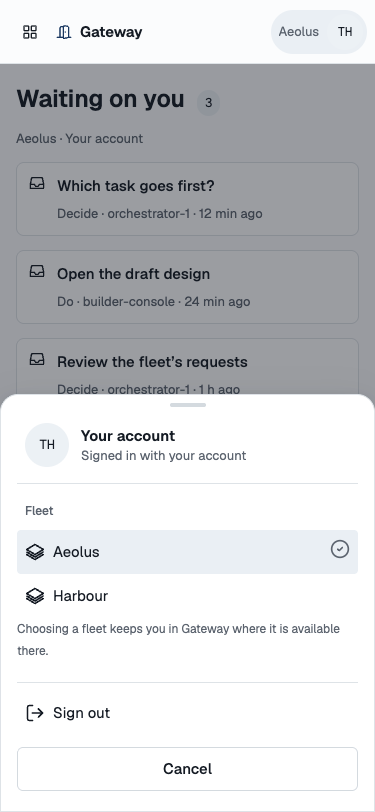 Gateway
Aeolus TH
Waiting on you 3
Aeolus · Your account
Which task goes first?
Decide · orchestrator-1 · 12 min ago
Open the draft design
Do · builder-console · 24 min ago
Review the fleet's requests
Decide · orchestrator-1 · 1 h ago
TH
Your account
Signed in with your account
Fleet
Aeolus
Harbour
Choosing a fleet keeps you in Gateway where it is available
there.
Sign out
Cancel